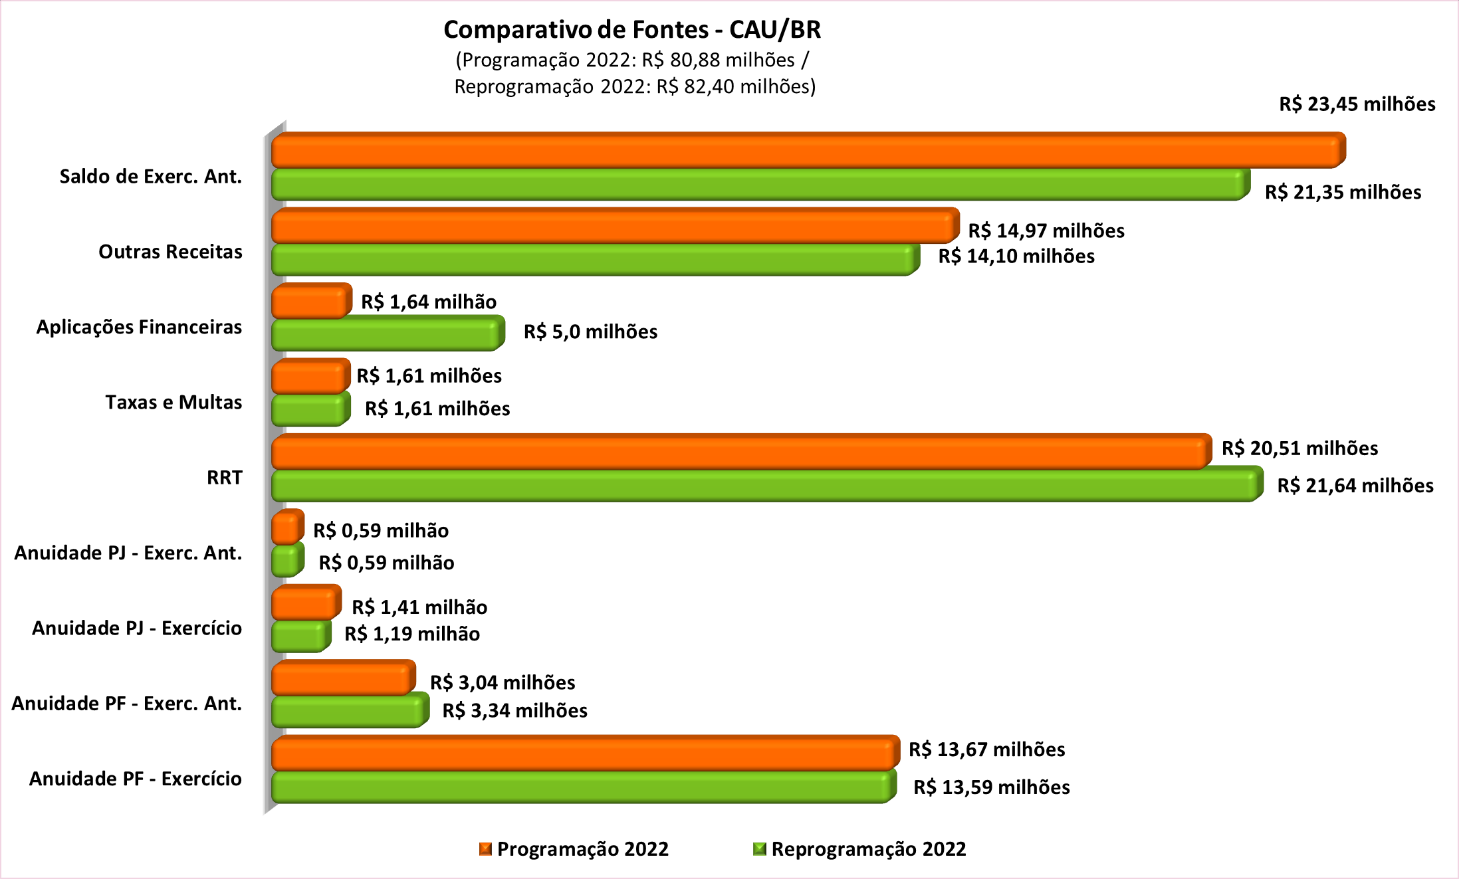 Comparativo de Fontes - CAU/BR
(Programação 2022: R$ 80,88 milhões /
Reprogramação 2022: R$ 82,40 milhões)
R$ 23,45 milhões
Saldo de Exerc. Ant.
R$ 21,35 milhões
R$ 14,97 milhões
Outras Receitas
R$ 14,10 milhões
R$ 1,64 milhão
Aplicações Financeiras
R$ 5,0 milhões
R$ 1,61 milhões
Taxas e Multas
R$ 1,61 milhões
R$ 20,51 milhões
RRT
R$ 21,64 milhões
R$ 0,59 milhão
Anuidade PJ - Exerc. Ant.
R$ 0,59 milhão
R$ 1,41 milhão
Anuidade PJ - Exercício
R$ 1,19 milhão
R$ 3,04 milhões
Anuidade PF - Exerc. Ant.
R$ 3,34 milhões
R$ 13,67 milhões
Anuidade PF - Exercício
R$ 13,59 milhões
Programação 2022
Reprogramação 2022